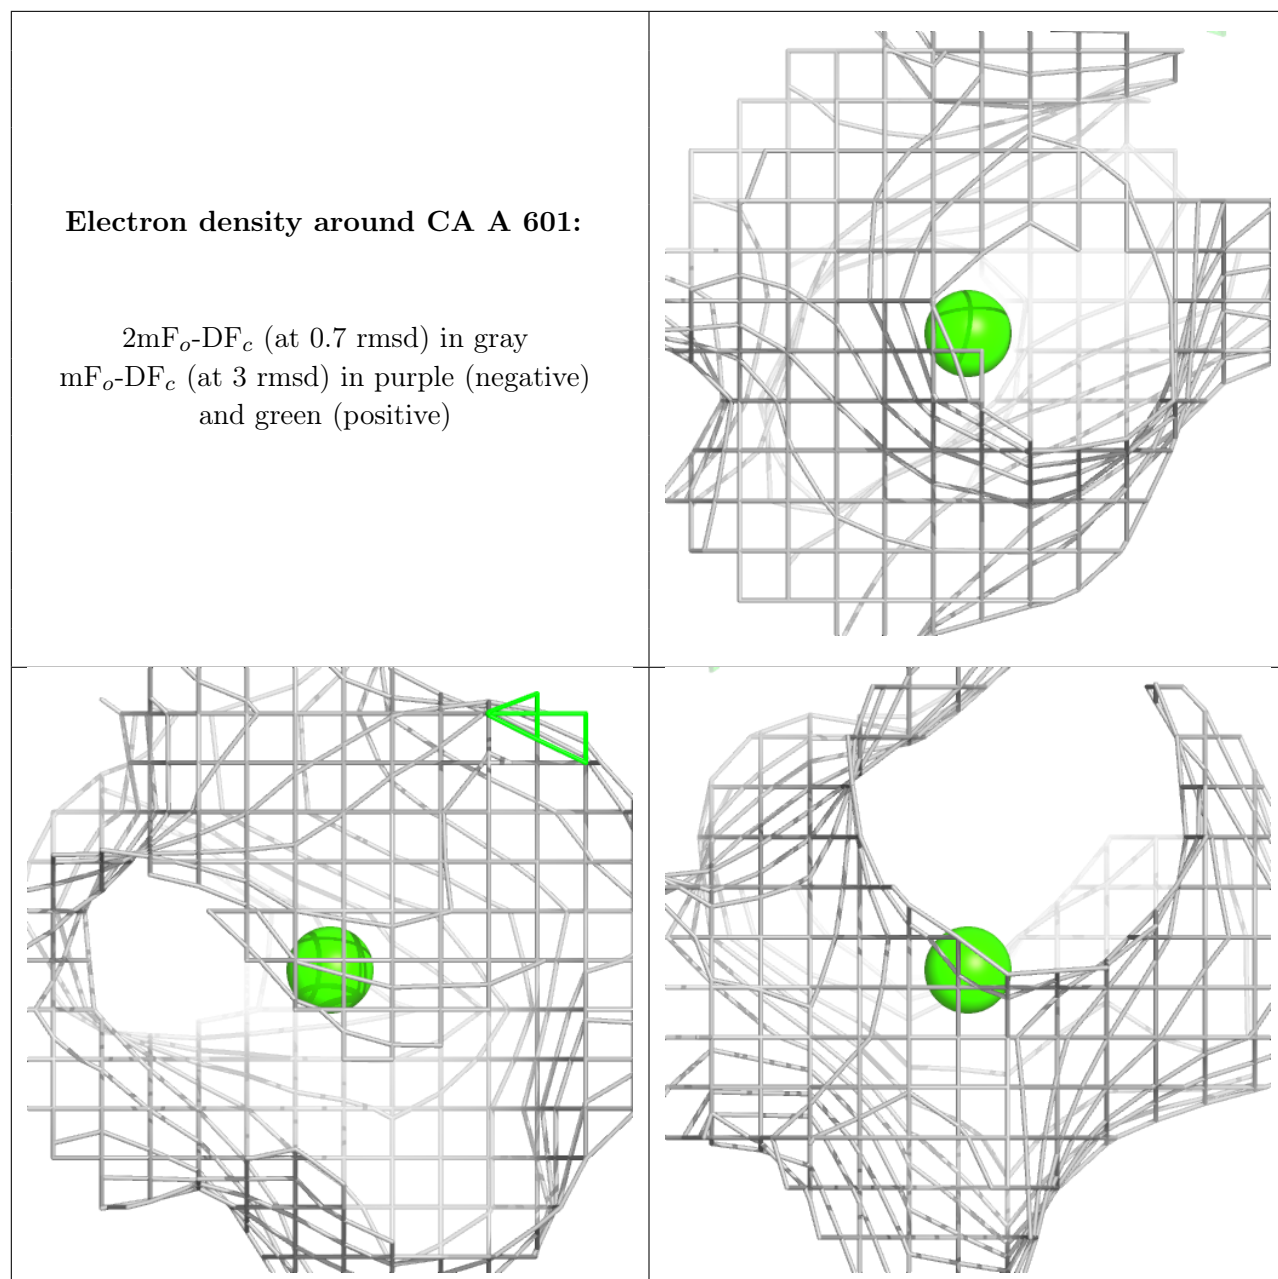 Electron density around CA A 601:
2mFo-DFc (at 0.7 rmsd) in gray
mFo-DFc (at 3 rmsd) in purple (negative)
and green (positive)